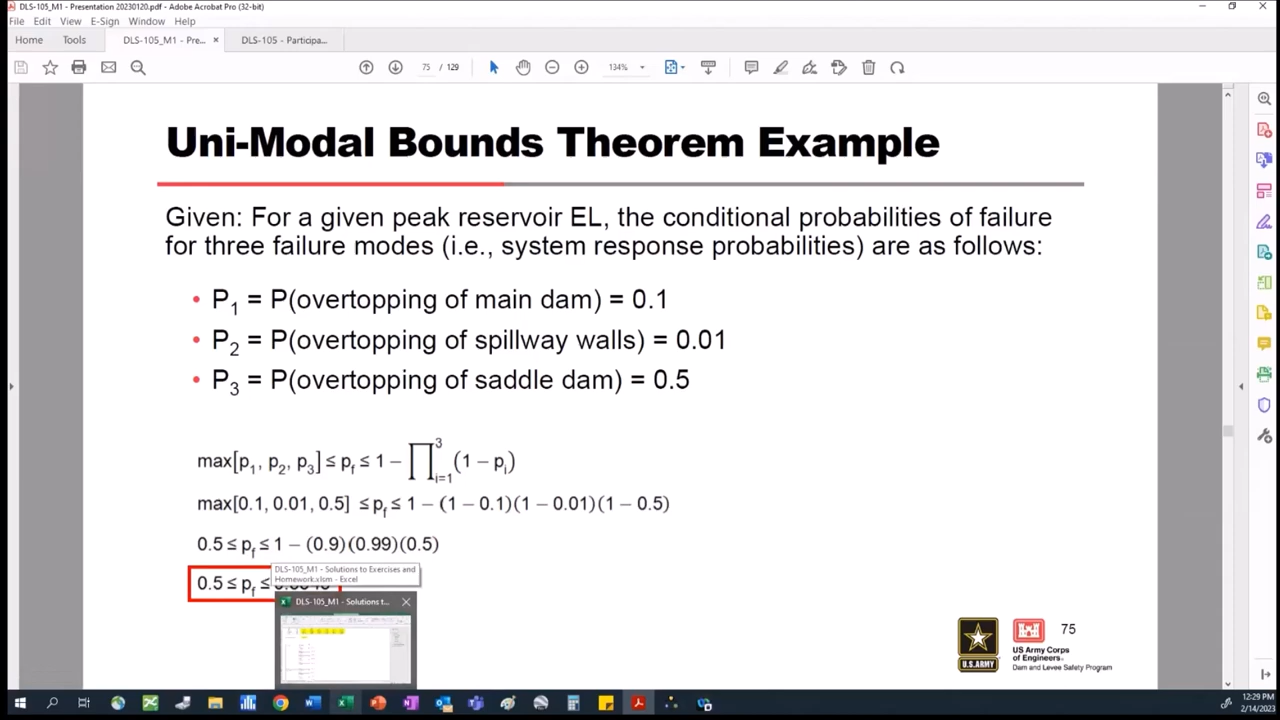 DLS-105_M1 - Presentation 20230120.pdf - Adobe Acrobat Pro (32-bit)
File Edit View E-Sign Window Help
Home Tools DLS-105_M1 - Pre... × DLS-105 - Participa...
75 / 129 134%
Uni-Modal Bounds Theorem Example
Given: For a given peak reservoir EL, the conditional probabilities of failure
for three failure modes (i.e., system response probabilities) are as follows:
• P1 = P(overtopping of main dam) = 0.1
• P2 = P(overtopping of spillway walls) = 0.01
• P3 = P(overtopping of saddle dam) = 0.5
max[p1, p2, p3] ≤ pf ≤ 1 − ∏i=1^3 (1 − pi)
max[0.1, 0.01, 0.5] ≤ pf ≤ 1 − (1 − 0.1)(1 − 0.01)(1 − 0.5)
0.5 ≤ pf ≤ 1 − (0.9)(0.99)(0.5)
0.5 ≤ pf ≤
DLS-105_M1 - Solutions to Exercises and
Homework.xlsm - Excel
DLS-105_M1 - Solutions t...
U.S.ARMY
US Army Corps
of Engineers®
Dam and Levee Safety Program
75
12:29 PM
2/14/2023